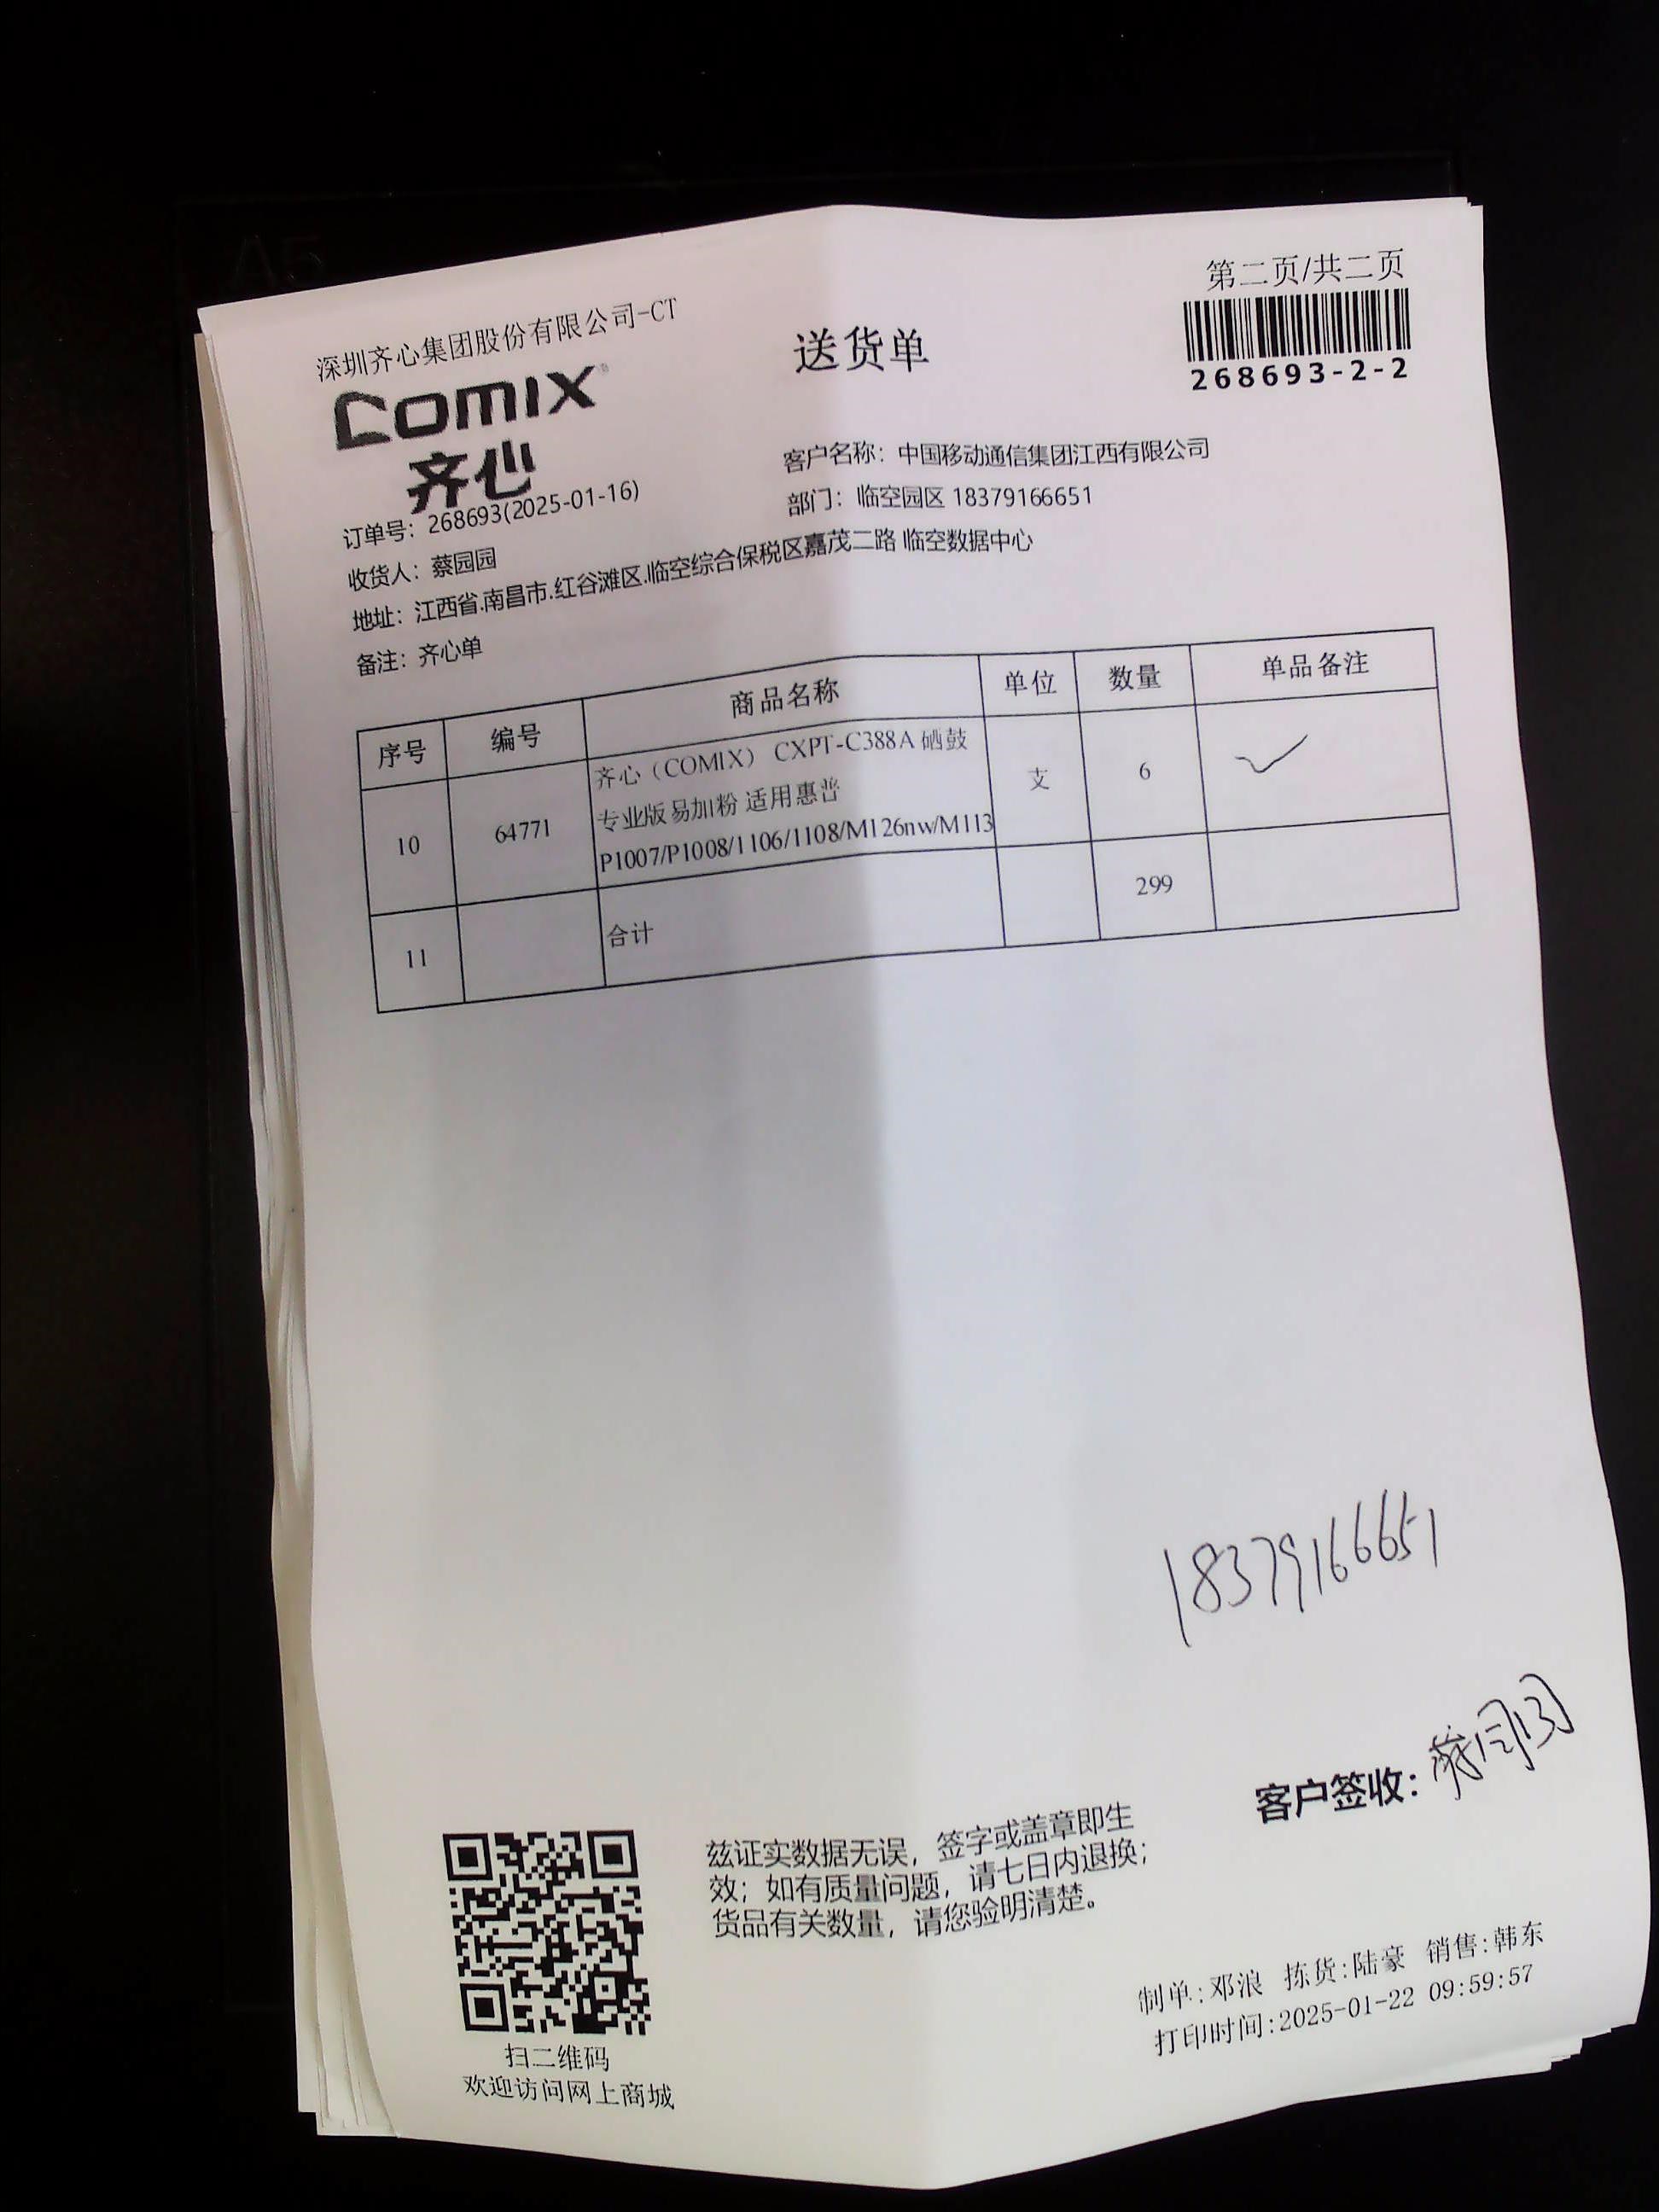 A5
第二页/共二页
深圳齐心集团股份有限公司-CT
送货单
268693-2-2
COMIX
齐心
客户名称：中国移动通信集团江西有限公司
订单号：268693(2025-01-16)
部门：临空园区 18379166651
收货人：蔡园园
地址：江西省.南昌市.红谷滩区.临空综合保税区嘉茂二路 临空数据中心
备注：齐心单
序号 编号 商品名称 单位 数量 单品备注
10 64771 齐心（COMIX） CXPT-C388A 硒鼓 支 6 ✓
专业版易加粉 适用惠普
P1007/P1008/1106/1108/M126nw/M113
11 合计 299
18379166651
客户签收：蔡园园
兹证实数据无误，签字或盖章即生
效；如有质量问题，请七日内退换；
货品有关数量，请您验明清楚。
扫二维码
欢迎访问网上商城
制单:邓浪 拣货:陆豪 销售:韩东
打印时间:2025-01-22 09:59:57